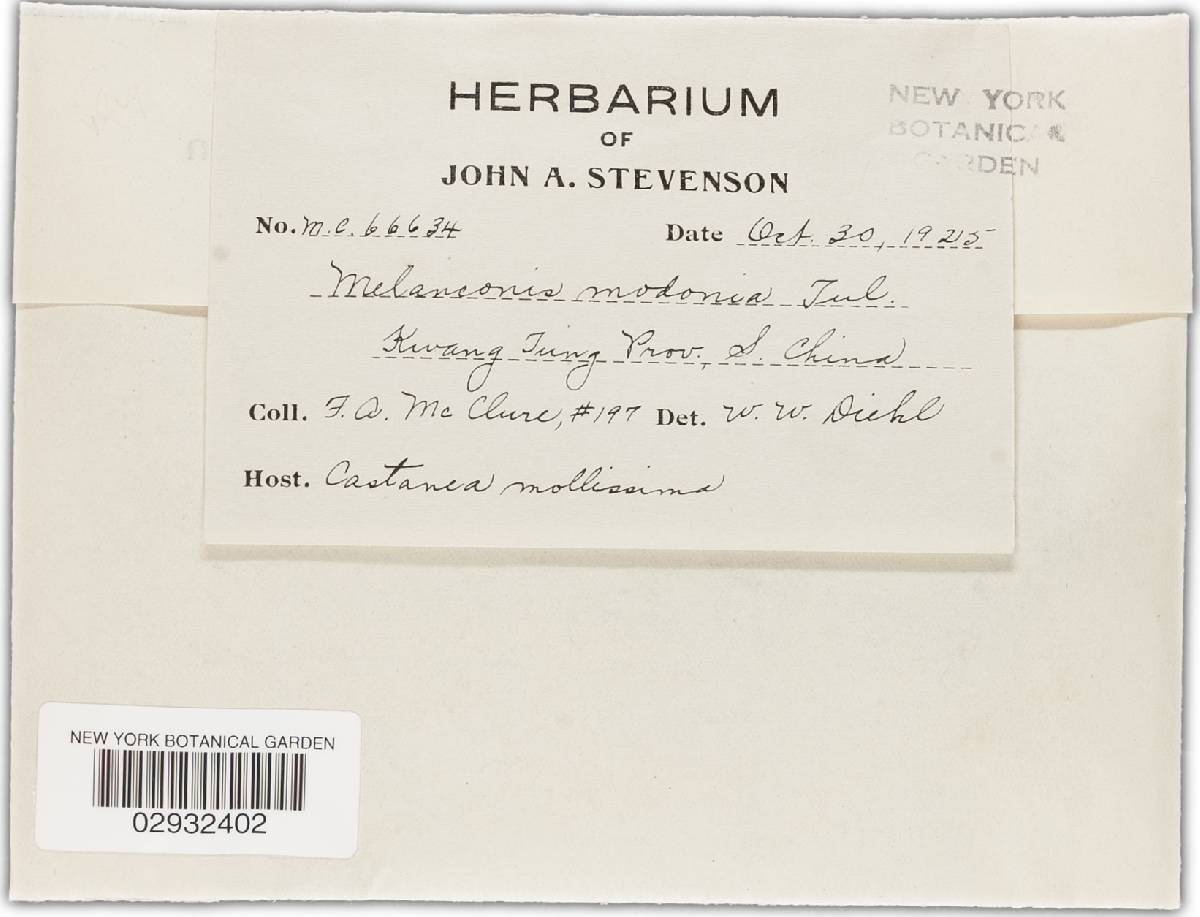 HERBARIUM
OF
JOHN A. STEVENSON
NEW YORK
BOTANICAL
GARDEN
No. M.C. 66634 Date Oct. 30, 1925
Melanconis modonia Tul.
Kwang Tung Prov., S. China
Coll. F.A. McClure, #197 Det. W. W. Diehl
Host. Castanea mollissima
NEW YORK BOTANICAL GARDEN
02932402